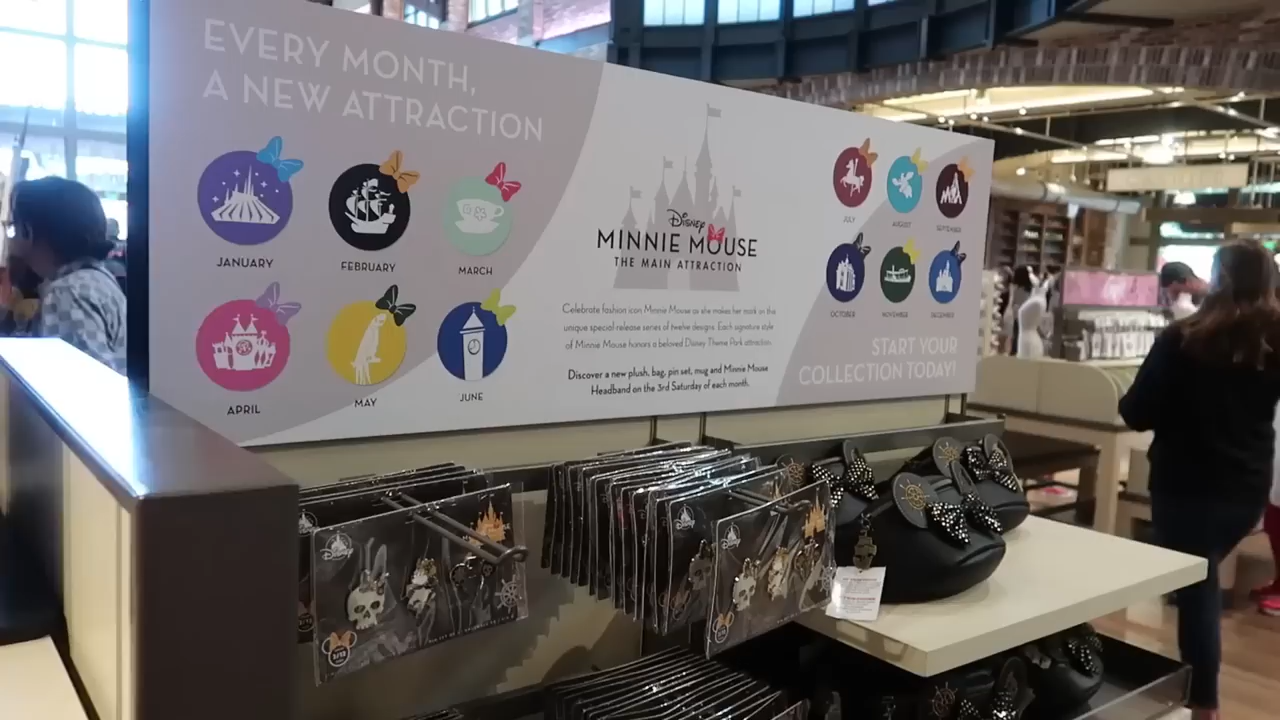 EVERY MONTH,
A NEW ATTRACTION
JANUARY
FEBRUARY
MARCH
APRIL
MAY
JUNE
Disney
MINNIE MOUSE
THE MAIN ATTRACTION
Celebrate fashion icon Minnie Mouse as she makes her mark on the
unique special-release series of twelve designs. Each signature style
of Minnie Mouse honors a beloved Disney Theme Park attraction.
Discover a new plush, bag, pin set, mug and Minnie Mouse
Headband on the 3rd Saturday of each month.
JULY
AUGUST
SEPTEMBER
OCTOBER
NOVEMBER
DECEMBER
START YOUR
COLLECTION TODAY!